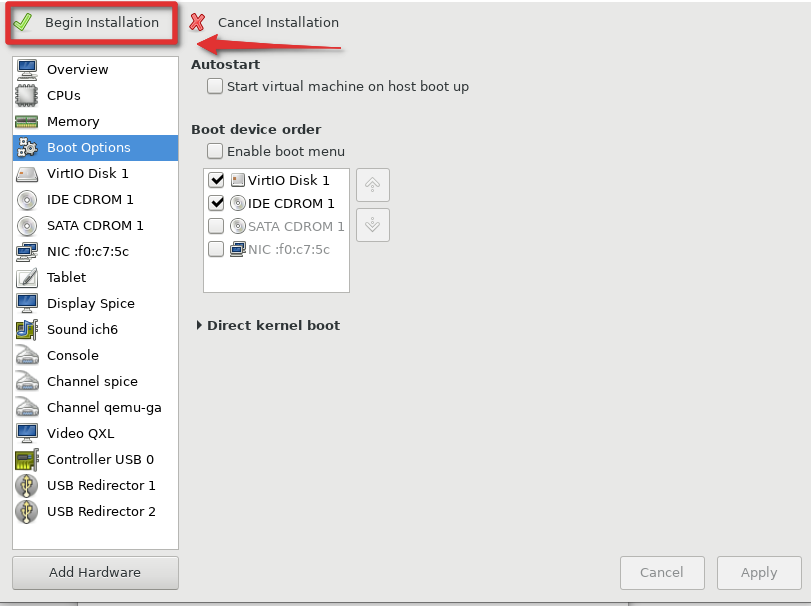 Begin Installation
Cancel Installation
Overview
CPUs
Memory
Boot Options
VirtIO Disk 1
IDE CDROM 1
SATA CDROM 1
NIC :f0:c7:5c
Tablet
Display Spice
Sound ich6
Console
Channel spice
Channel qemu-ga
Video QXL
Controller USB 0
USB Redirector 1
USB Redirector 2
Add Hardware
Autostart
Start virtual machine on host boot up
Boot device order
Enable boot menu
VirtIO Disk 1
IDE CDROM 1
SATA CDROM 1
NIC :f0:c7:5c
Direct kernel boot
Cancel
Apply